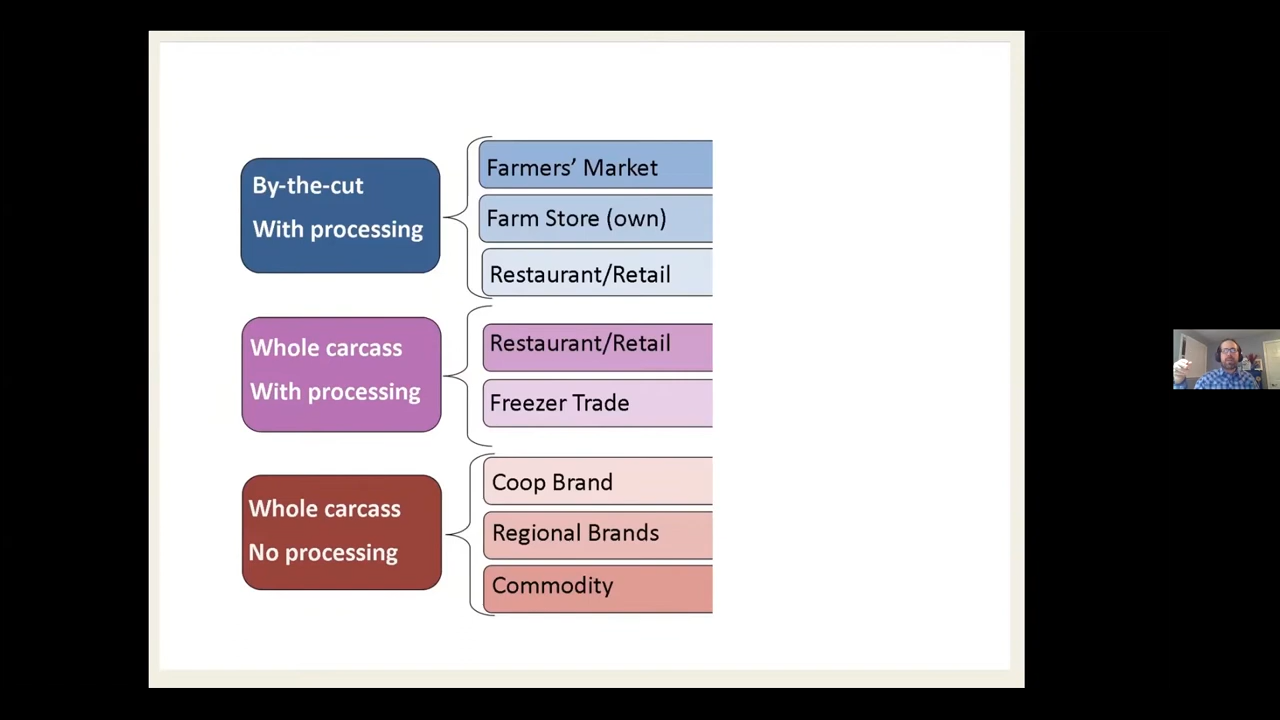 By-the-cut
With processing
Farmers’ Market
Farm Store (own)
Restaurant/Retail
Whole carcass
With processing
Restaurant/Retail
Freezer Trade
Whole carcass
No processing
Coop Brand
Regional Brands
Commodity